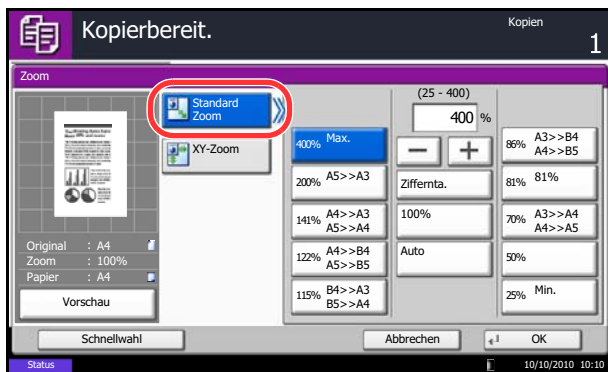 Kopierbereit.
Kopien
1
Zoom
Standard
Zoom
XY-Zoom
(25 - 400)
400 %
400% Max.
200% A5>>A3
141% A4>>A3
A5>>A4
122% A4>>B4
A5>>B5
115% B4>>A3
B5>>A4
Ziffernta.
100%
Auto
86% A3>>B4
A4>>B5
81% 81%
70% A3>>A4
A4>>A5
50%
25% Min.
Original : A4
Zoom : 100%
Papier : A4
Vorschau
Schnellwahl
Abbrechen
OK
Status
10/10/2010 10:10